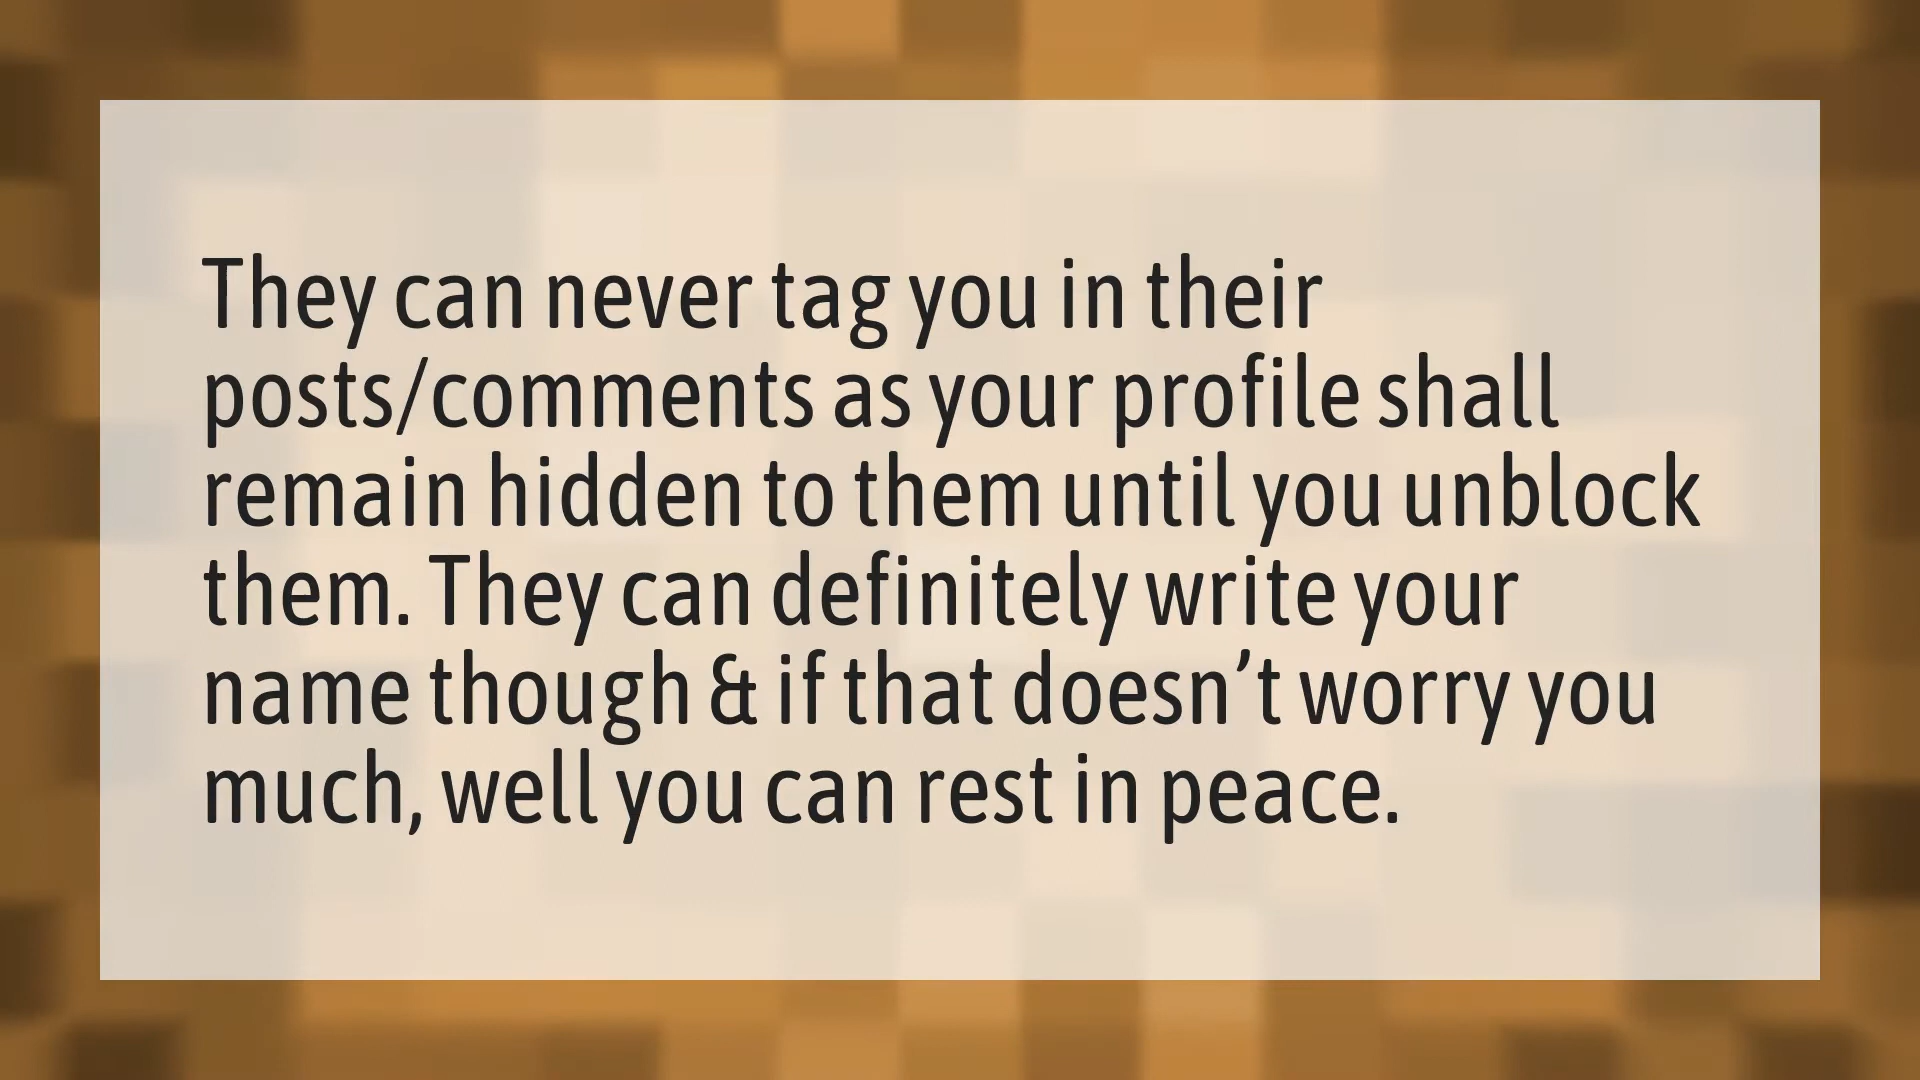 They can never tag you in their
posts/comments as your profile shall
remain hidden to them until you unblock
them. They can definitely write your
name though & if that doesn’t worry you
much, well you can rest in peace.